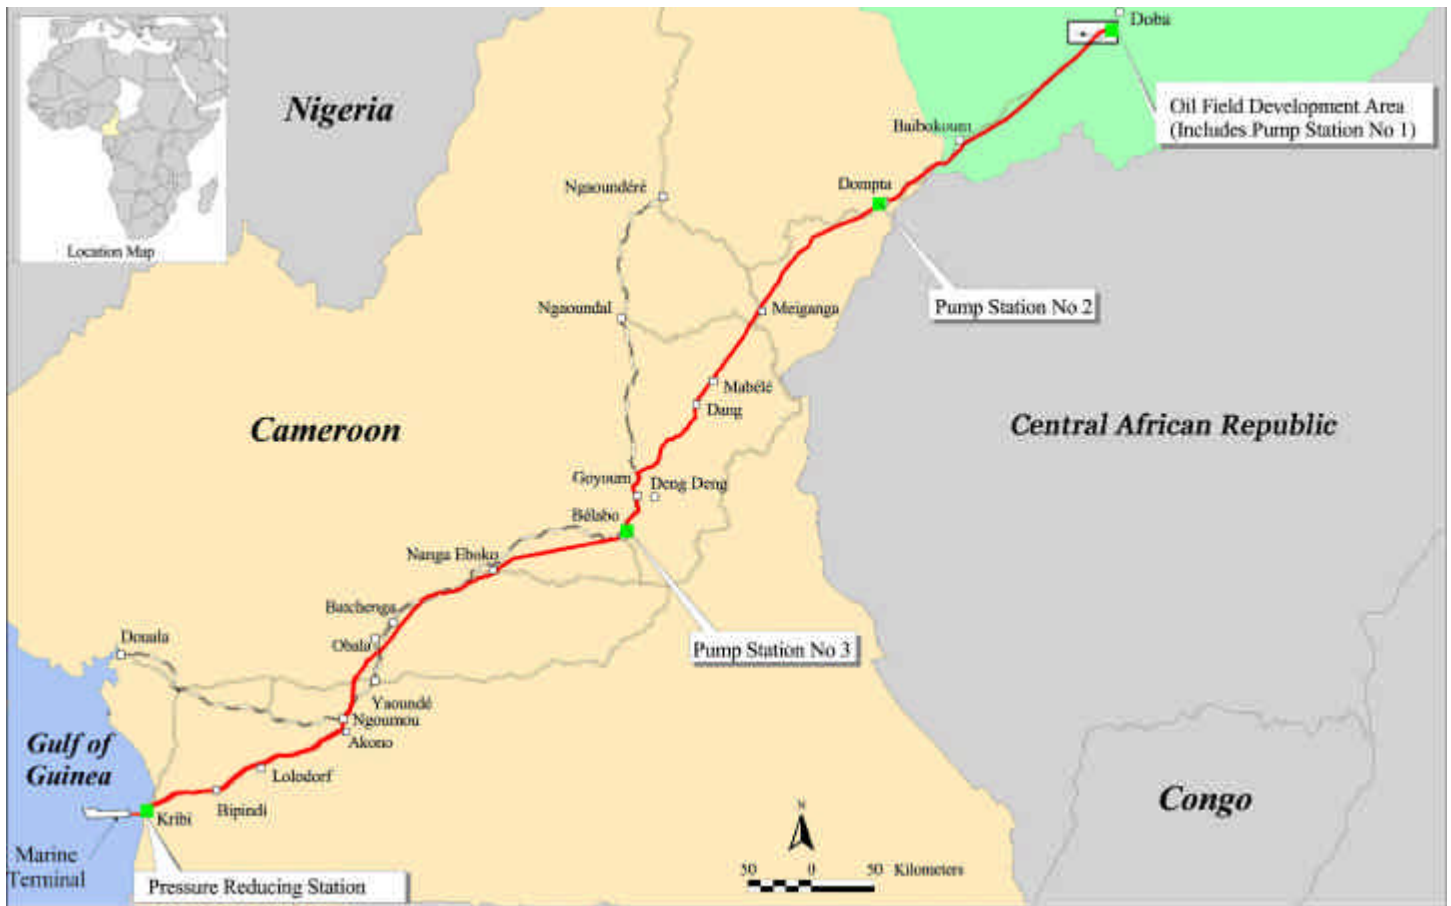 Doba
Nigeria
Oil Field Development Area
(Includes Pump Station No 1)
Baibokoum
Ngaoundéré
Dompta
Location Map
Ngaoundal
Meiganga
Pump Station No 2
Mabélé
Dang
Cameroon
Central African Republic
Goyoum
Deng Deng
Bélabo
Nanga Eboko
Batchenga
Douala
Obala
Pump Station No 3
Yaoundé
Ngoumou
Akono
Gulf of
Guinea
Lolodorf
Bipindi
Kribi
Congo
N
Marine
Terminal
Pressure Reducing Station
50 0 50 Kilometers